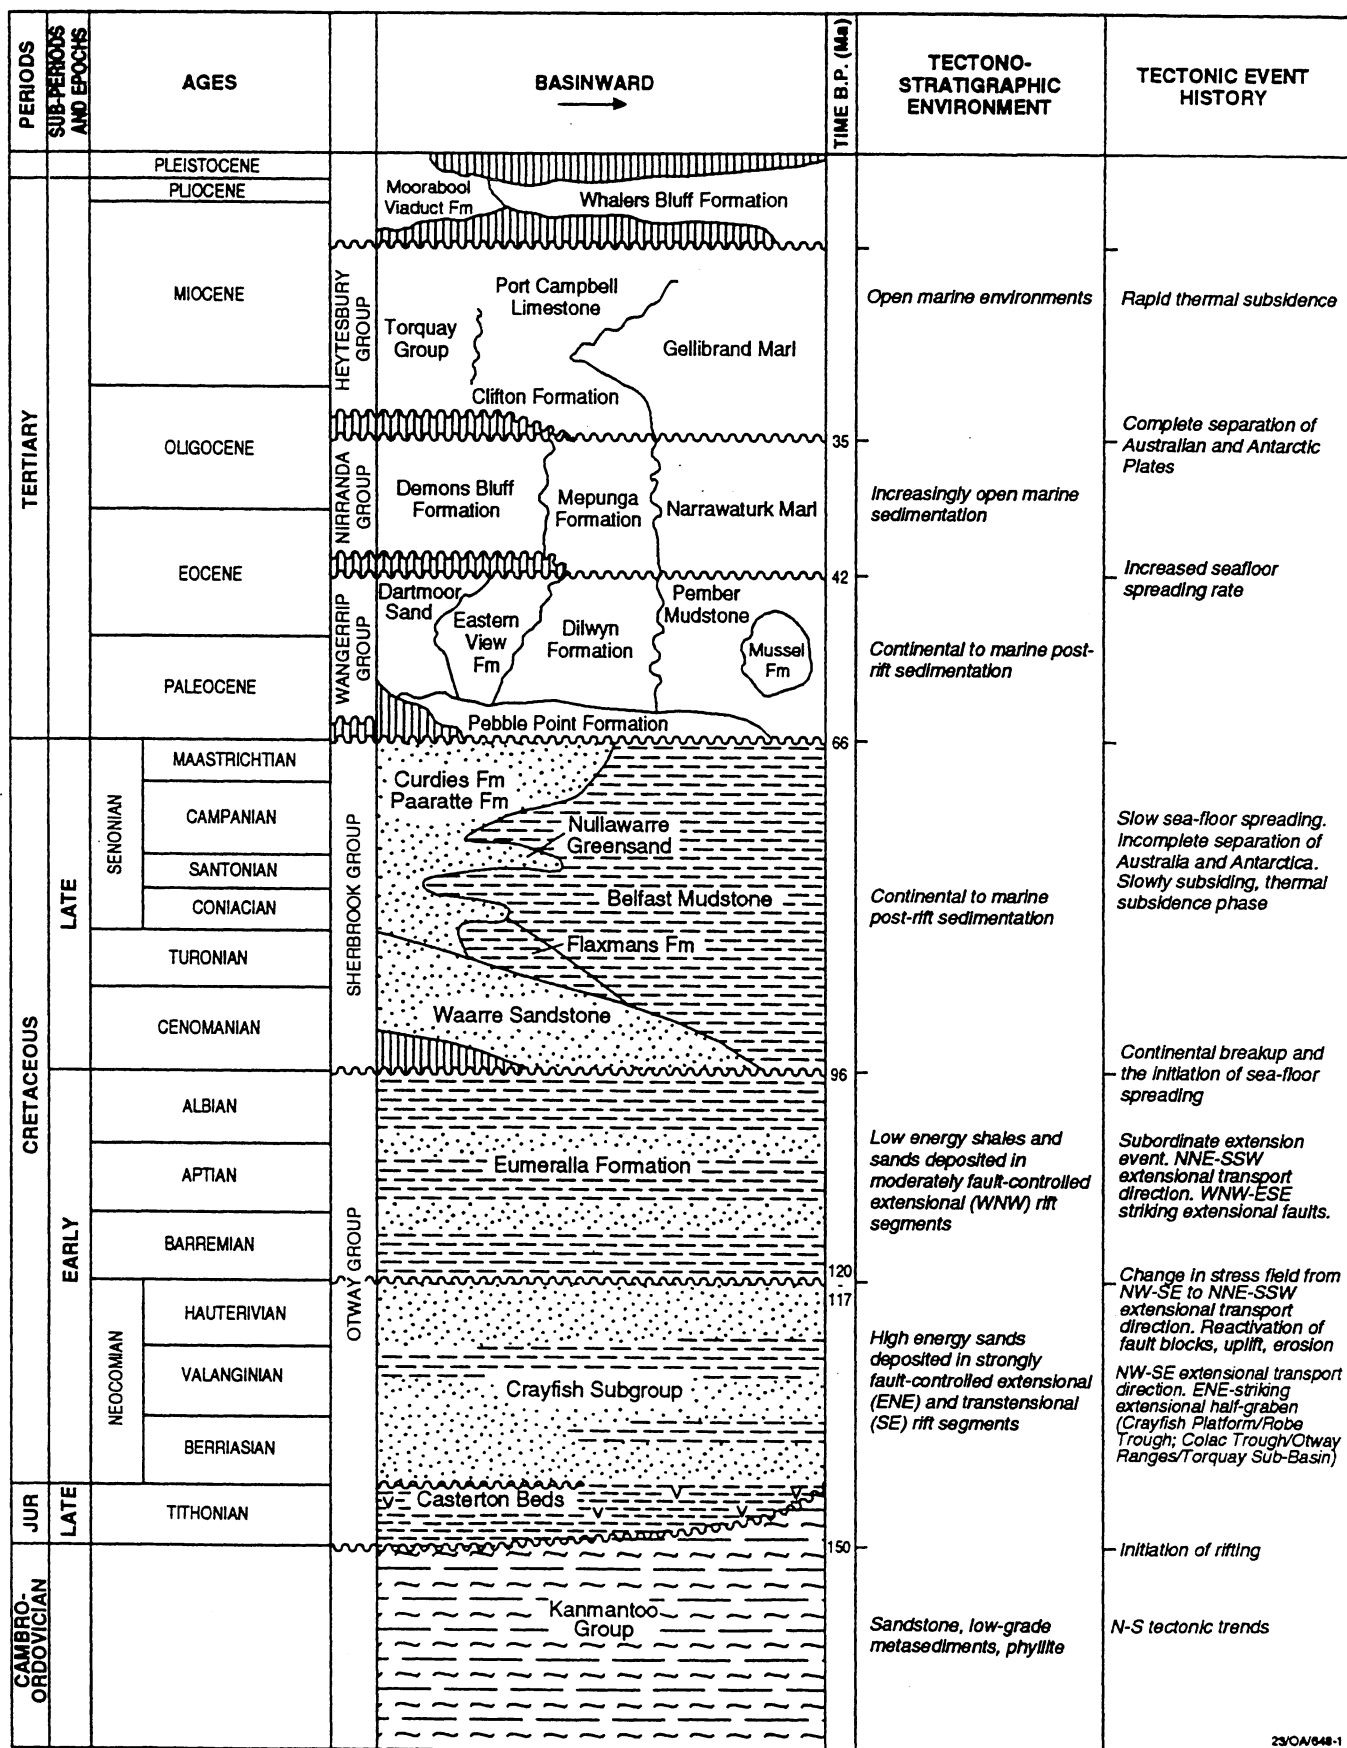 PERIODS
SUB-PERIODS
AND EPOCHS
AGES
BASINWARD
TIME B.P. (Ma)
TECTONO-
STRATIGRAPHIC
ENVIRONMENT
TECTONIC EVENT
HISTORY
TERTIARY
CRETACEOUS
JUR
CAMBRO-
ORDOVICIAN
LATE
EARLY
LATE
SENONIAN
NEOCOMIAN
PLEISTOCENE
PLIOCENE
MIOCENE
OLIGOCENE
EOCENE
PALEOCENE
MAASTRICHTIAN
CAMPANIAN
SANTONIAN
CONIACIAN
TURONIAN
CENOMANIAN
ALBIAN
APTIAN
BARREMIAN
HAUTERIVIAN
VALANGINIAN
BERRIASIAN
TITHONIAN
HEYTESBURY
GROUP
NIRRANDA
GROUP
WANGERRIP
GROUP
SHERBROOK GROUP
OTWAY GROUP
Moorabool
Viaduct Fm
Whalers Bluff Formation
Port Campbell
Limestone
Torquay
Group
Gellibrand Marl
Clifton Formation
Demons Bluff
Formation
Mepunga
Formation
Narrawaturk Marl
Dartmoor
Sand
Eastern
View
Fm
Dilwyn
Formation
Pember
Mudstone
Mussel
Fm
Pebble Point Formation
Curdies Fm
Paaratte Fm
Nullawarre
Greensand
Belfast Mudstone
Flaxmans Fm
Waarre Sandstone
Eumeralla Formation
Crayfish Subgroup
Casterton Beds
Kanmantoo
Group
35
42
66
96
120
117
150
Open marine environments
Increasingly open marine
sedimentation
Continental to marine post-
rift sedimentation
Continental to marine
post-rift sedimentation
Low energy shales and
sands deposited in
moderately fault-controlled
extensional (WNW) rift
segments
High energy sands
deposited in strongly
fault-controlled extensional
(ENE) and transtensional
(SE) rift segments
Sandstone, low-grade
metasediments, phyllite
Rapid thermal subsidence
Complete separation of
Australian and Antarctic
Plates
Increased seafloor
spreading rate
Slow sea-floor spreading.
Incomplete separation of
Australia and Antarctica.
Slowly subsiding, thermal
subsidence phase
Continental breakup and
the initiation of sea-floor
spreading
Subordinate extension
event. NNE-SSW
extensional transport
direction. WNW-ESE
striking extensional faults.
Change in stress field from
NW-SE to NNE-SSW
extensional transport
direction. Reactivation of
fault blocks, uplift, erosion
NW-SE extensional transport
direction. ENE-striking
extensional half-graben
(Crayfish Platform/Robe
Trough; Colac Trough/Otway
Ranges/Torquay Sub-Basin)
Initiation of rifting
N-S tectonic trends
23/OA/648-1